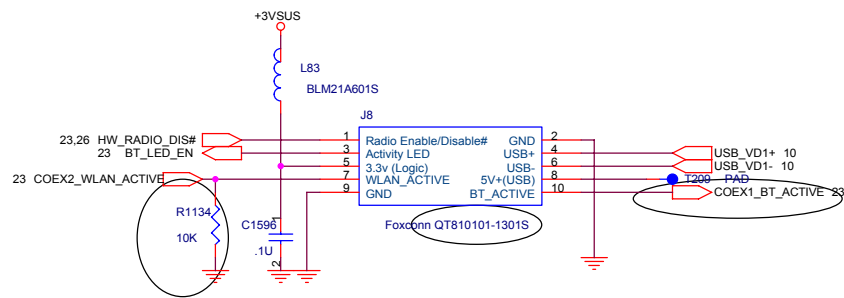 +3VSUS
L83
BLM21A601S
J8
23,26 HW_RADIO_DIS# 1 Radio Enable/Disable# GND 2
23 BT_LED_EN 3 Activity LED USB+ 4 USB_VD1+ 10
5 3.3v (Logic) USB- 6 USB_VD1- 10
23 COEX2_WLAN_ACTIVE 7 WLAN_ACTIVE 5V+(USB) 8 T209 PAD
9 GND BT_ACTIVE 10 COEX1_BT_ACTIVE 23
R1134
10K
C1596 1
.1U
2
Foxconn QT810101-1301S